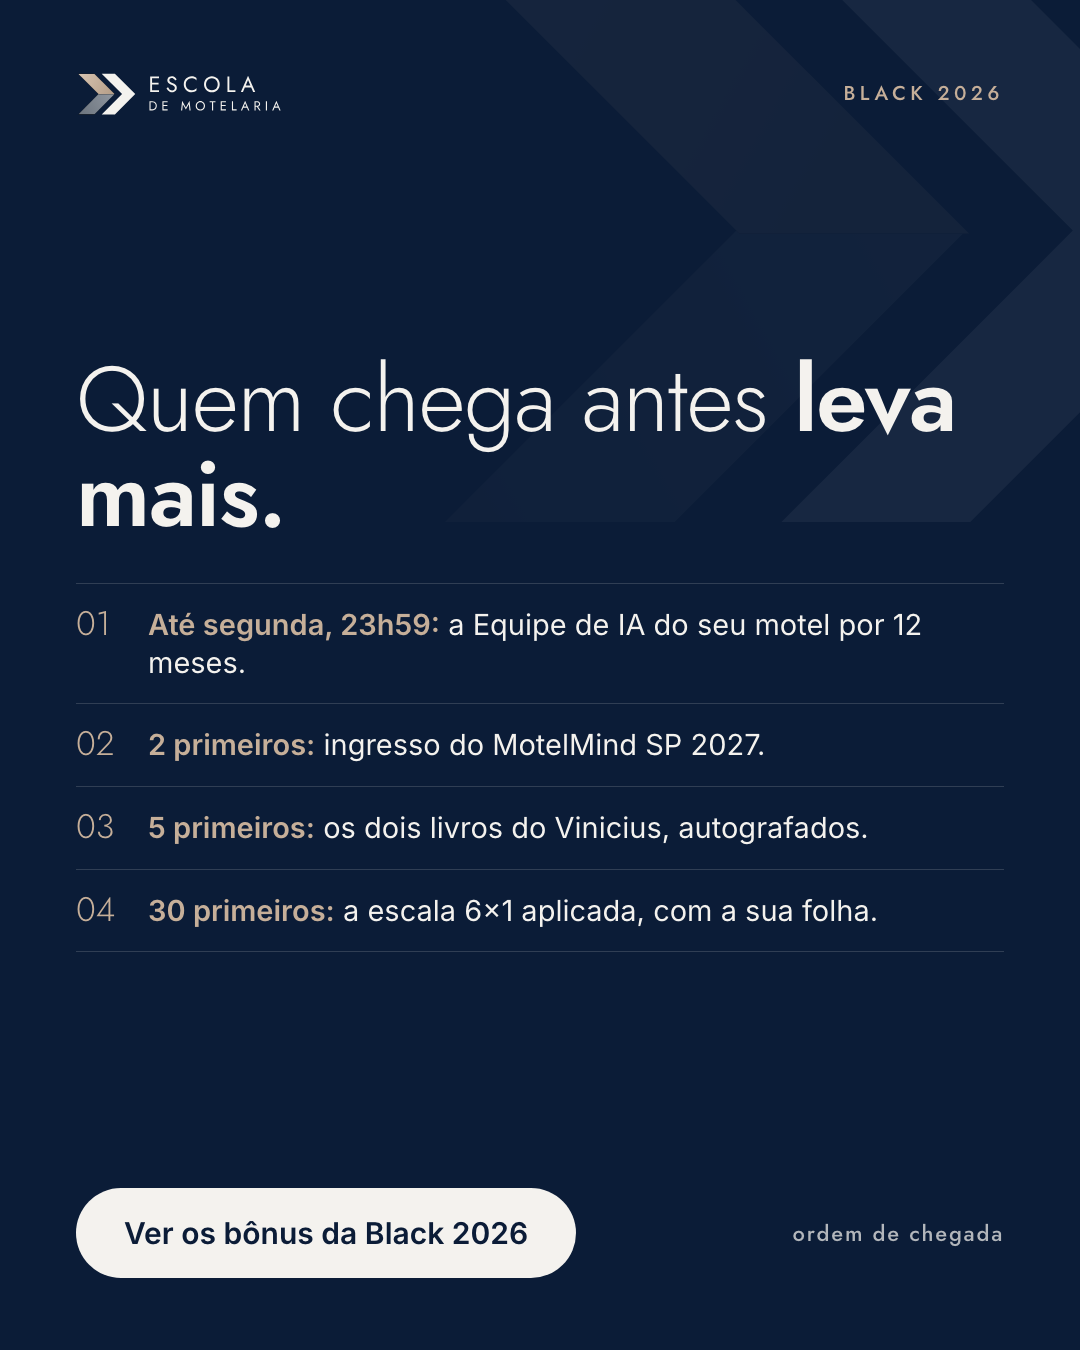 ESCOLA
DE MOTELARIA
BLACK 2026
Quem chega antes leva
mais.
01 Até segunda, 23h59: a Equipe de IA do seu motel por 12
meses.
02 2 primeiros: ingresso do MotelMind SP 2027.
03 5 primeiros: os dois livros do Vinicius, autografados.
04 30 primeiros: a escala 6×1 aplicada, com a sua folha.
Ver os bônus da Black 2026
ordem de chegada